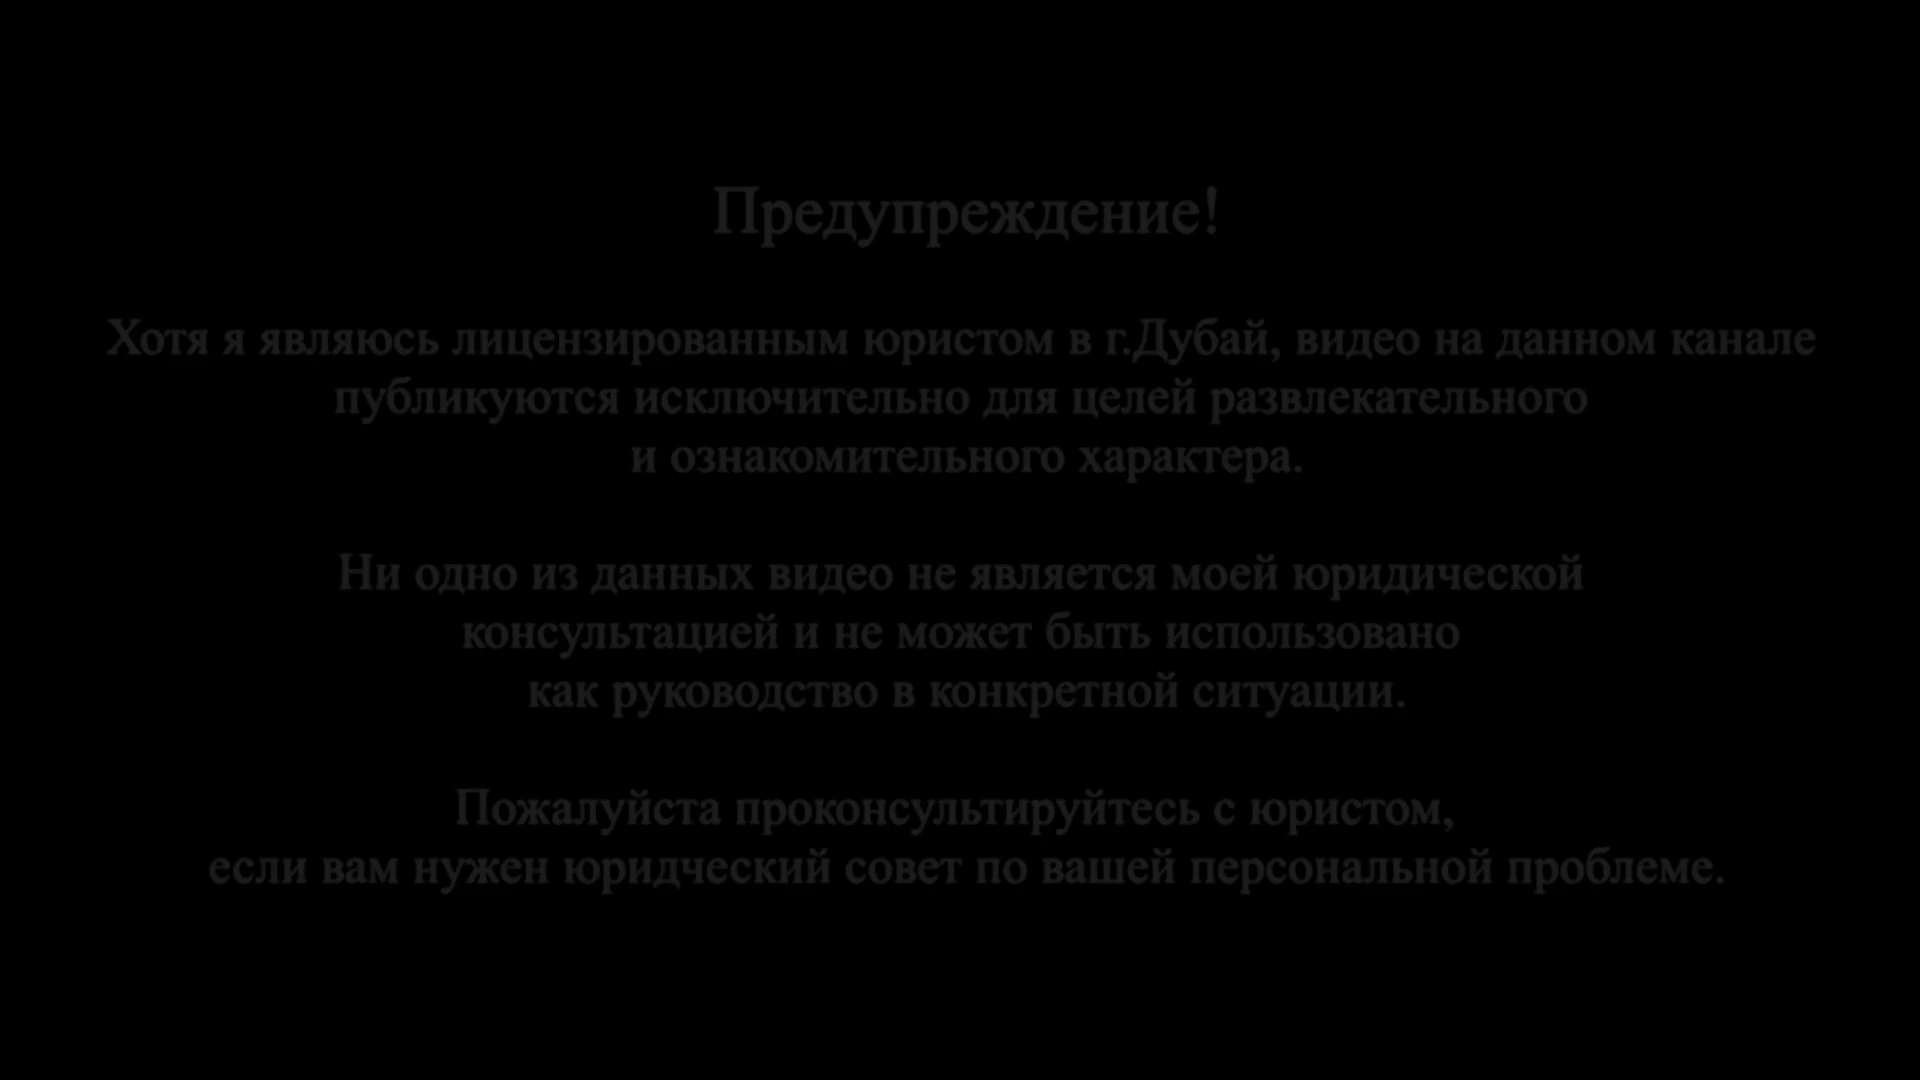 Предупреждение!
Хотя я являюсь лицензированным юристом в г.Дубай, видео на данном канале
публикуются исключительно для целей развлекательного
и ознакомительного характера.
Ни одно из данных видео не является моей юридической
консультацией и не может быть использовано
как руководство в конкретной ситуации.
Пожалуйста проконсультируйтесь с юристом,
если вам нужен юридческий совет по вашей персональной проблеме.